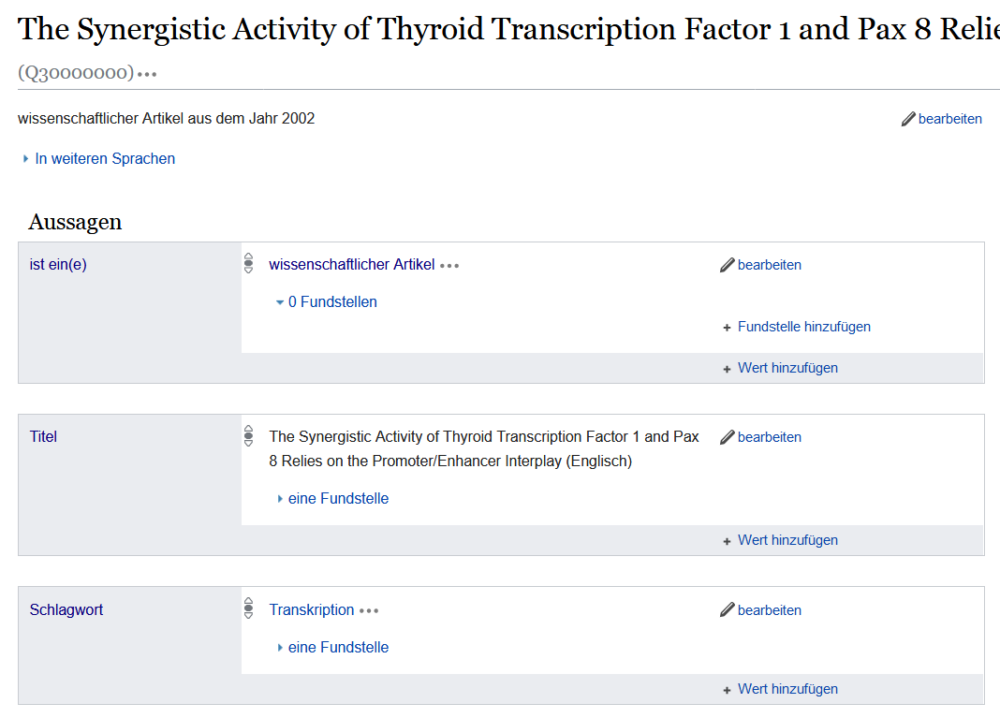 The Synergistic Activity of Thyroid Transcription Factor 1 and Pax 8 Relie
(Q30000000)•••
wissenschaftlicher Artikel aus dem Jahr 2002
bearbeiten
In weiteren Sprachen
Aussagen
ist ein(e)
wissenschaftlicher Artikel •••
bearbeiten
0 Fundstellen
+ Fundstelle hinzufügen
+ Wert hinzufügen
Titel
The Synergistic Activity of Thyroid Transcription Factor 1 and Pax
8 Relies on the Promoter/Enhancer Interplay (Englisch)
bearbeiten
eine Fundstelle
+ Wert hinzufügen
Schlagwort
Transkription •••
bearbeiten
eine Fundstelle
+ Wert hinzufügen